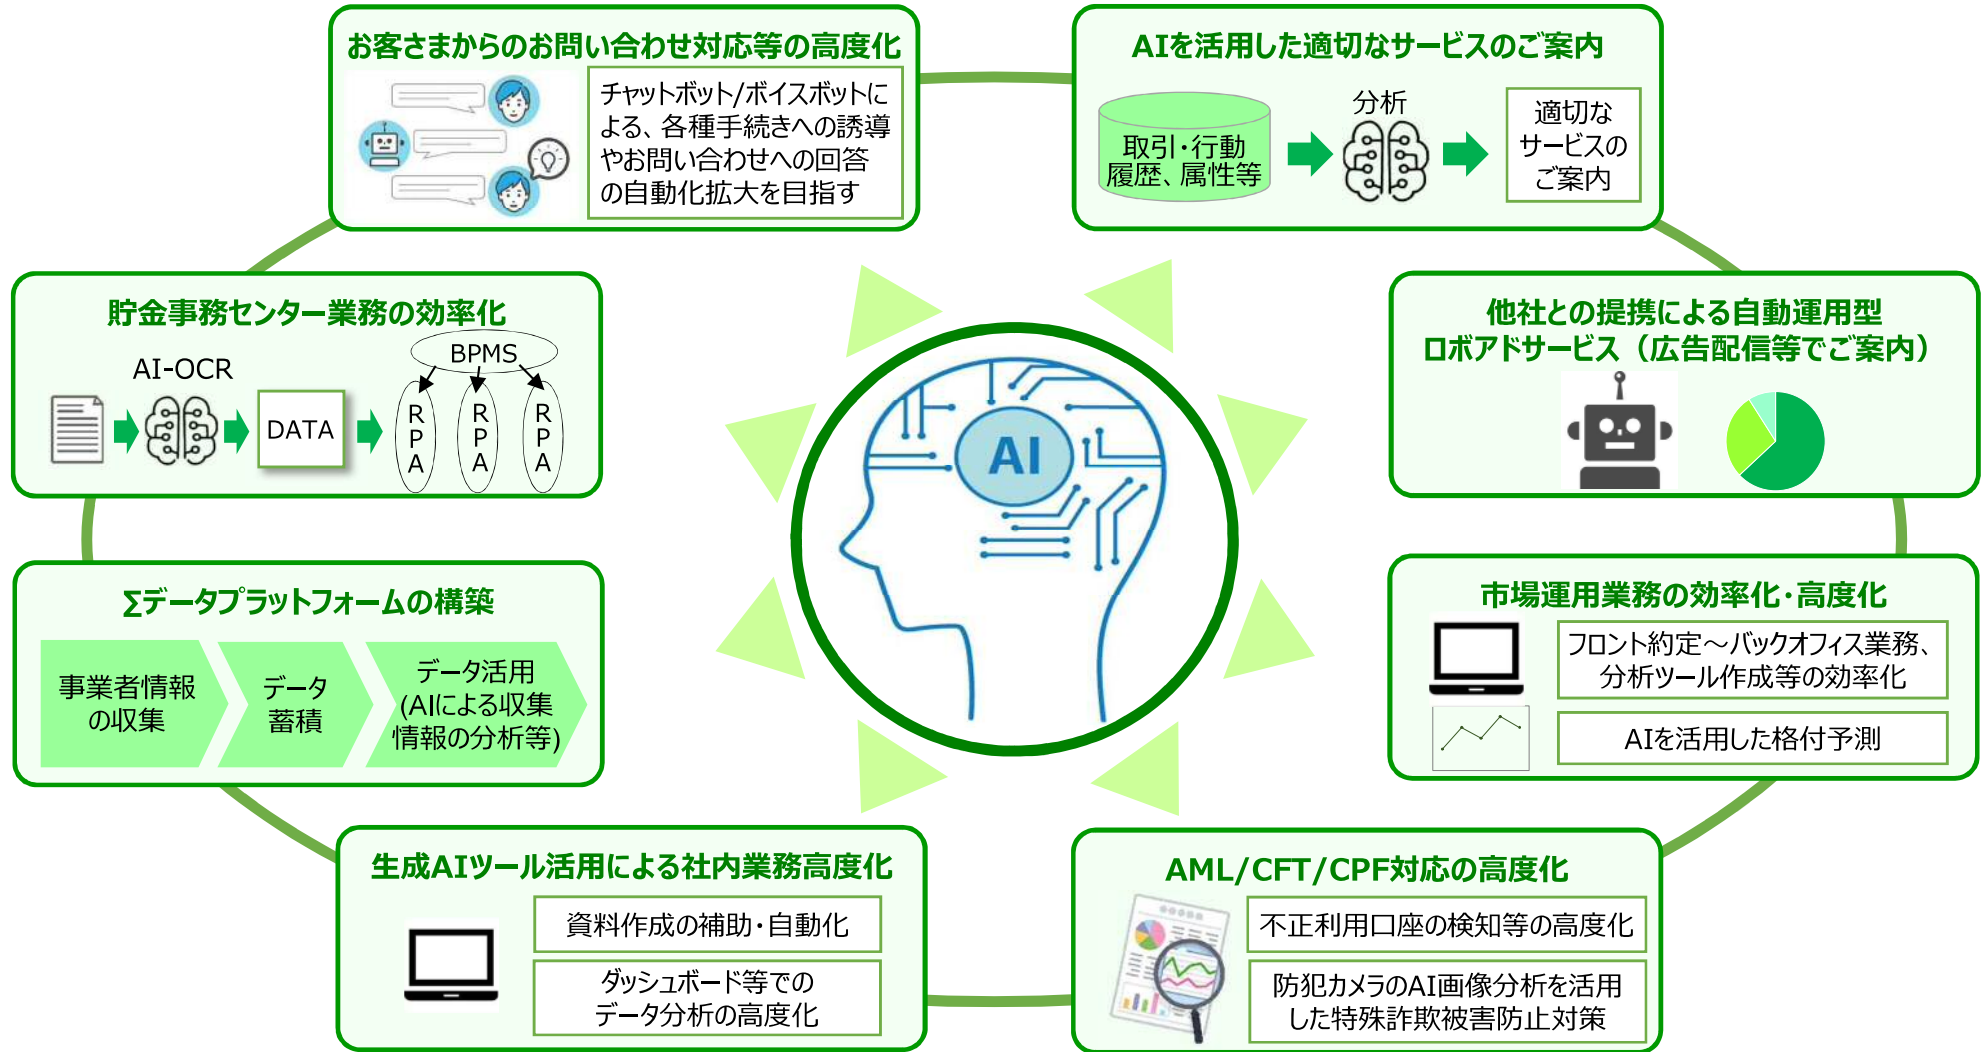 お客さまからのお問い合わせ対応等の高度化
チャットボット/ボイスボットに
よる、各種手続きへの誘導
やお問い合わせへの回答
の自動化拡大を目指す
AIを活用した適切なサービスのご案内
取引・行動
履歴、属性等
分析
適切な
サービスの
ご案内
貯金事務センター業務の効率化
AI-OCR
DATA
BPMS
RPA
RPA
RPA
他社との提携による自動運用型
ロボアドサービス（広告配信等でご案内）
AI
Σデータプラットフォームの構築
事業者情報
の収集
データ
蓄積
データ活用
(AIによる収集
情報の分析等)
市場運用業務の効率化・高度化
フロント約定～バックオフィス業務、
分析ツール作成等の効率化
AIを活用した格付予測
生成AIツール活用による社内業務高度化
資料作成の補助・自動化
ダッシュボード等での
データ分析の高度化
AML/CFT/CPF対応の高度化
不正利用口座の検知等の高度化
防犯カメラのAI画像分析を活用
した特殊詐欺被害防止対策